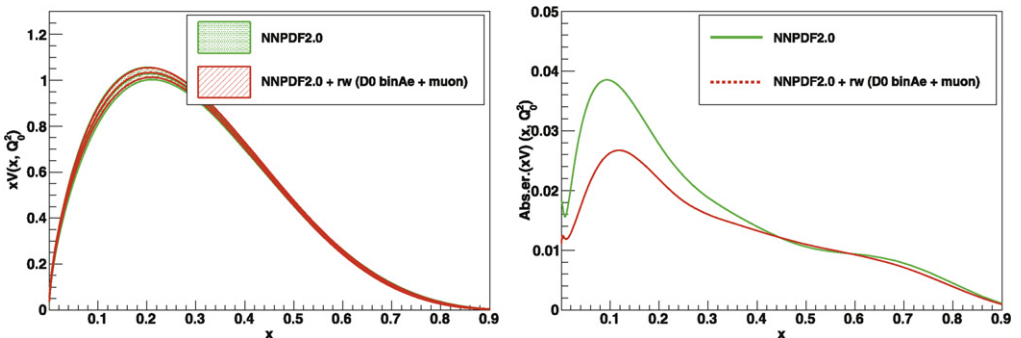 1.2
1
0.8
0.6
0.4
0.2
0
xV(x, Q₀²)
NNPDF2.0
NNPDF2.0 + rw (D0 binAe + muon)
0.1 0.2 0.3 0.4 0.5 0.6 0.7 0.8 0.9
x
0.05
0.04
0.03
0.02
0.01
0
Abs.er.(xV) (x, Q₀²)
NNPDF2.0
NNPDF2.0 + rw (D0 binAe + muon)
0.1 0.2 0.3 0.4 0.5 0.6 0.7 0.8 0.9
x